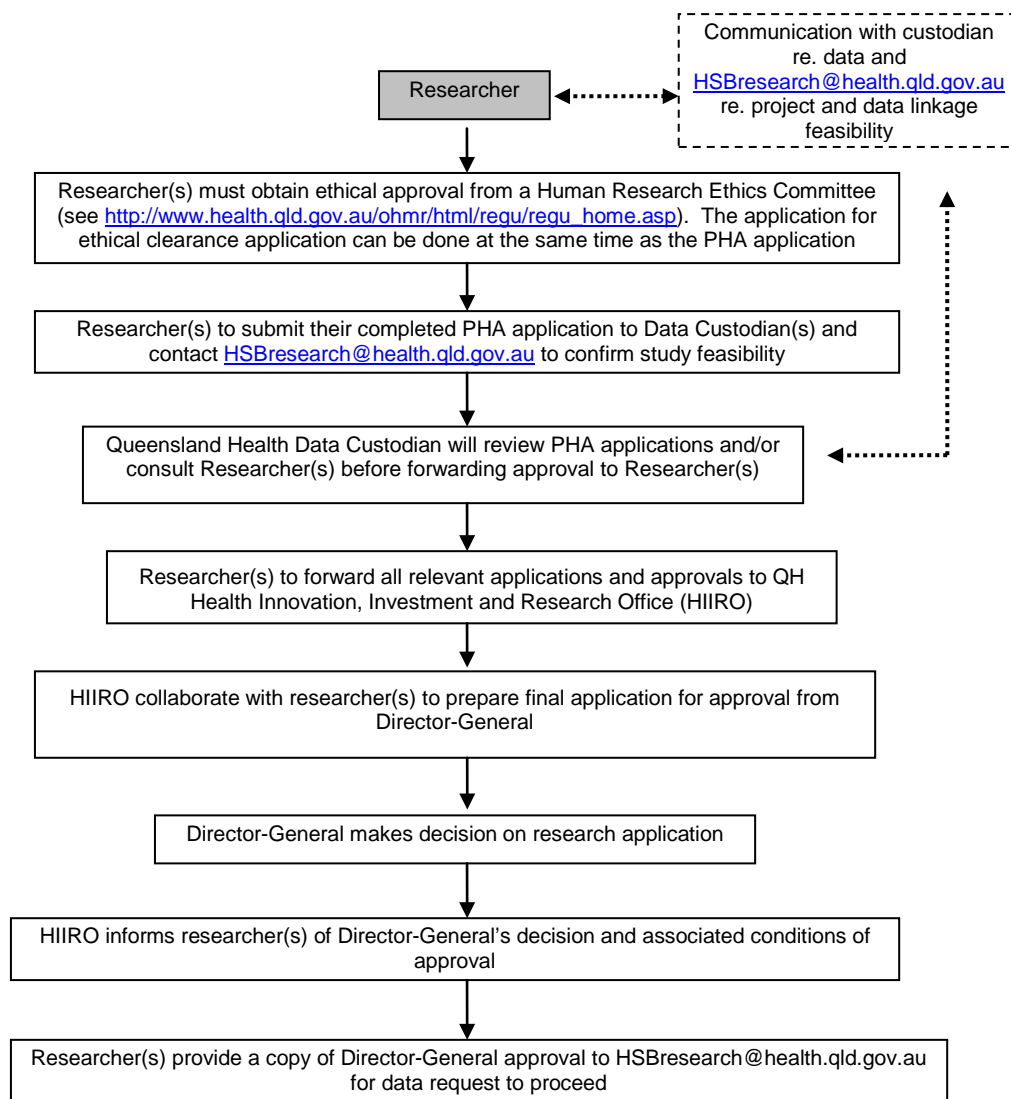 Communication with custodian
re. data and
HSBresearch@health.qld.gov.au
re. project and data linkage
feasibility
Researcher
Researcher(s) must obtain ethical approval from a Human Research Ethics Committee
(see http://www.health.qld.gov.au/ohmr/html/regu/regu_home.asp).  The application for
ethical clearance application can be done at the same time as the PHA application
Researcher(s) to submit their completed PHA application to Data Custodian(s) and
contact HSBresearch@health.qld.gov.au to confirm study feasibility
Queensland Health Data Custodian will review PHA applications and/or
consult Researcher(s) before forwarding approval to Researcher(s)
Researcher(s) to forward all relevant applications and approvals to QH
Health Innovation, Investment and Research Office (HIIRO)
HIIRO collaborate with researcher(s) to prepare final application for approval from
Director-General
Director-General makes decision on research application
HIIRO informs researcher(s) of Director-General's decision and associated conditions of
approval
Researcher(s) provide a copy of Director-General approval to HSBresearch@health.qld.gov.au
for data request to proceed